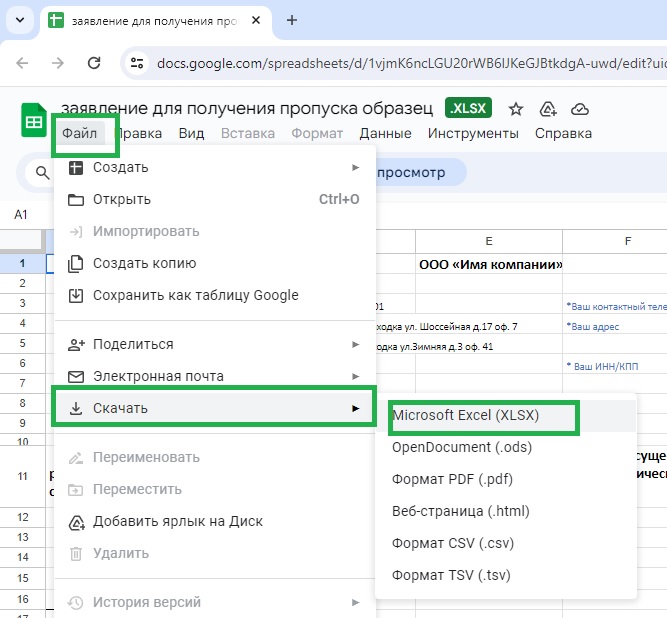 заявление для получения пропуска
docs.google.com/spreadsheets/d/1vjmK6ncLGU20rWB6IJKeGJBtkdgA-uwd/edit?uid
заявление для получения пропуска образец .XLSX
Файл Правка Вид Вставка Формат Данные Инструменты Справка
просмотр
Создать
A1
Открыть Ctrl+O
Импортировать
E F
Создать копию
1 ООО «Имя компании»
2
Сохранить как таблицу Google
3 01 *Ваш контактный теле
4 ходка ул. Шоссейная д.17 оф. 7 *Ваш адрес
Поделиться
5 ходка ул.Зимняя д.3 оф. 41
6 * Ваш ИНН/КПП
Электронная почта
7
8 Скачать
Microsoft Excel (XLSX)
9
10
OpenDocument (.ods)
Переименовать
11
Формат PDF (.pdf)
Переместить
Веб-страница (.html)
12 Добавить ярлык на Диск
13
Формат CSV (.csv)
14 Удалить
15
Формат TSV (.tsv)
16 История версий
17